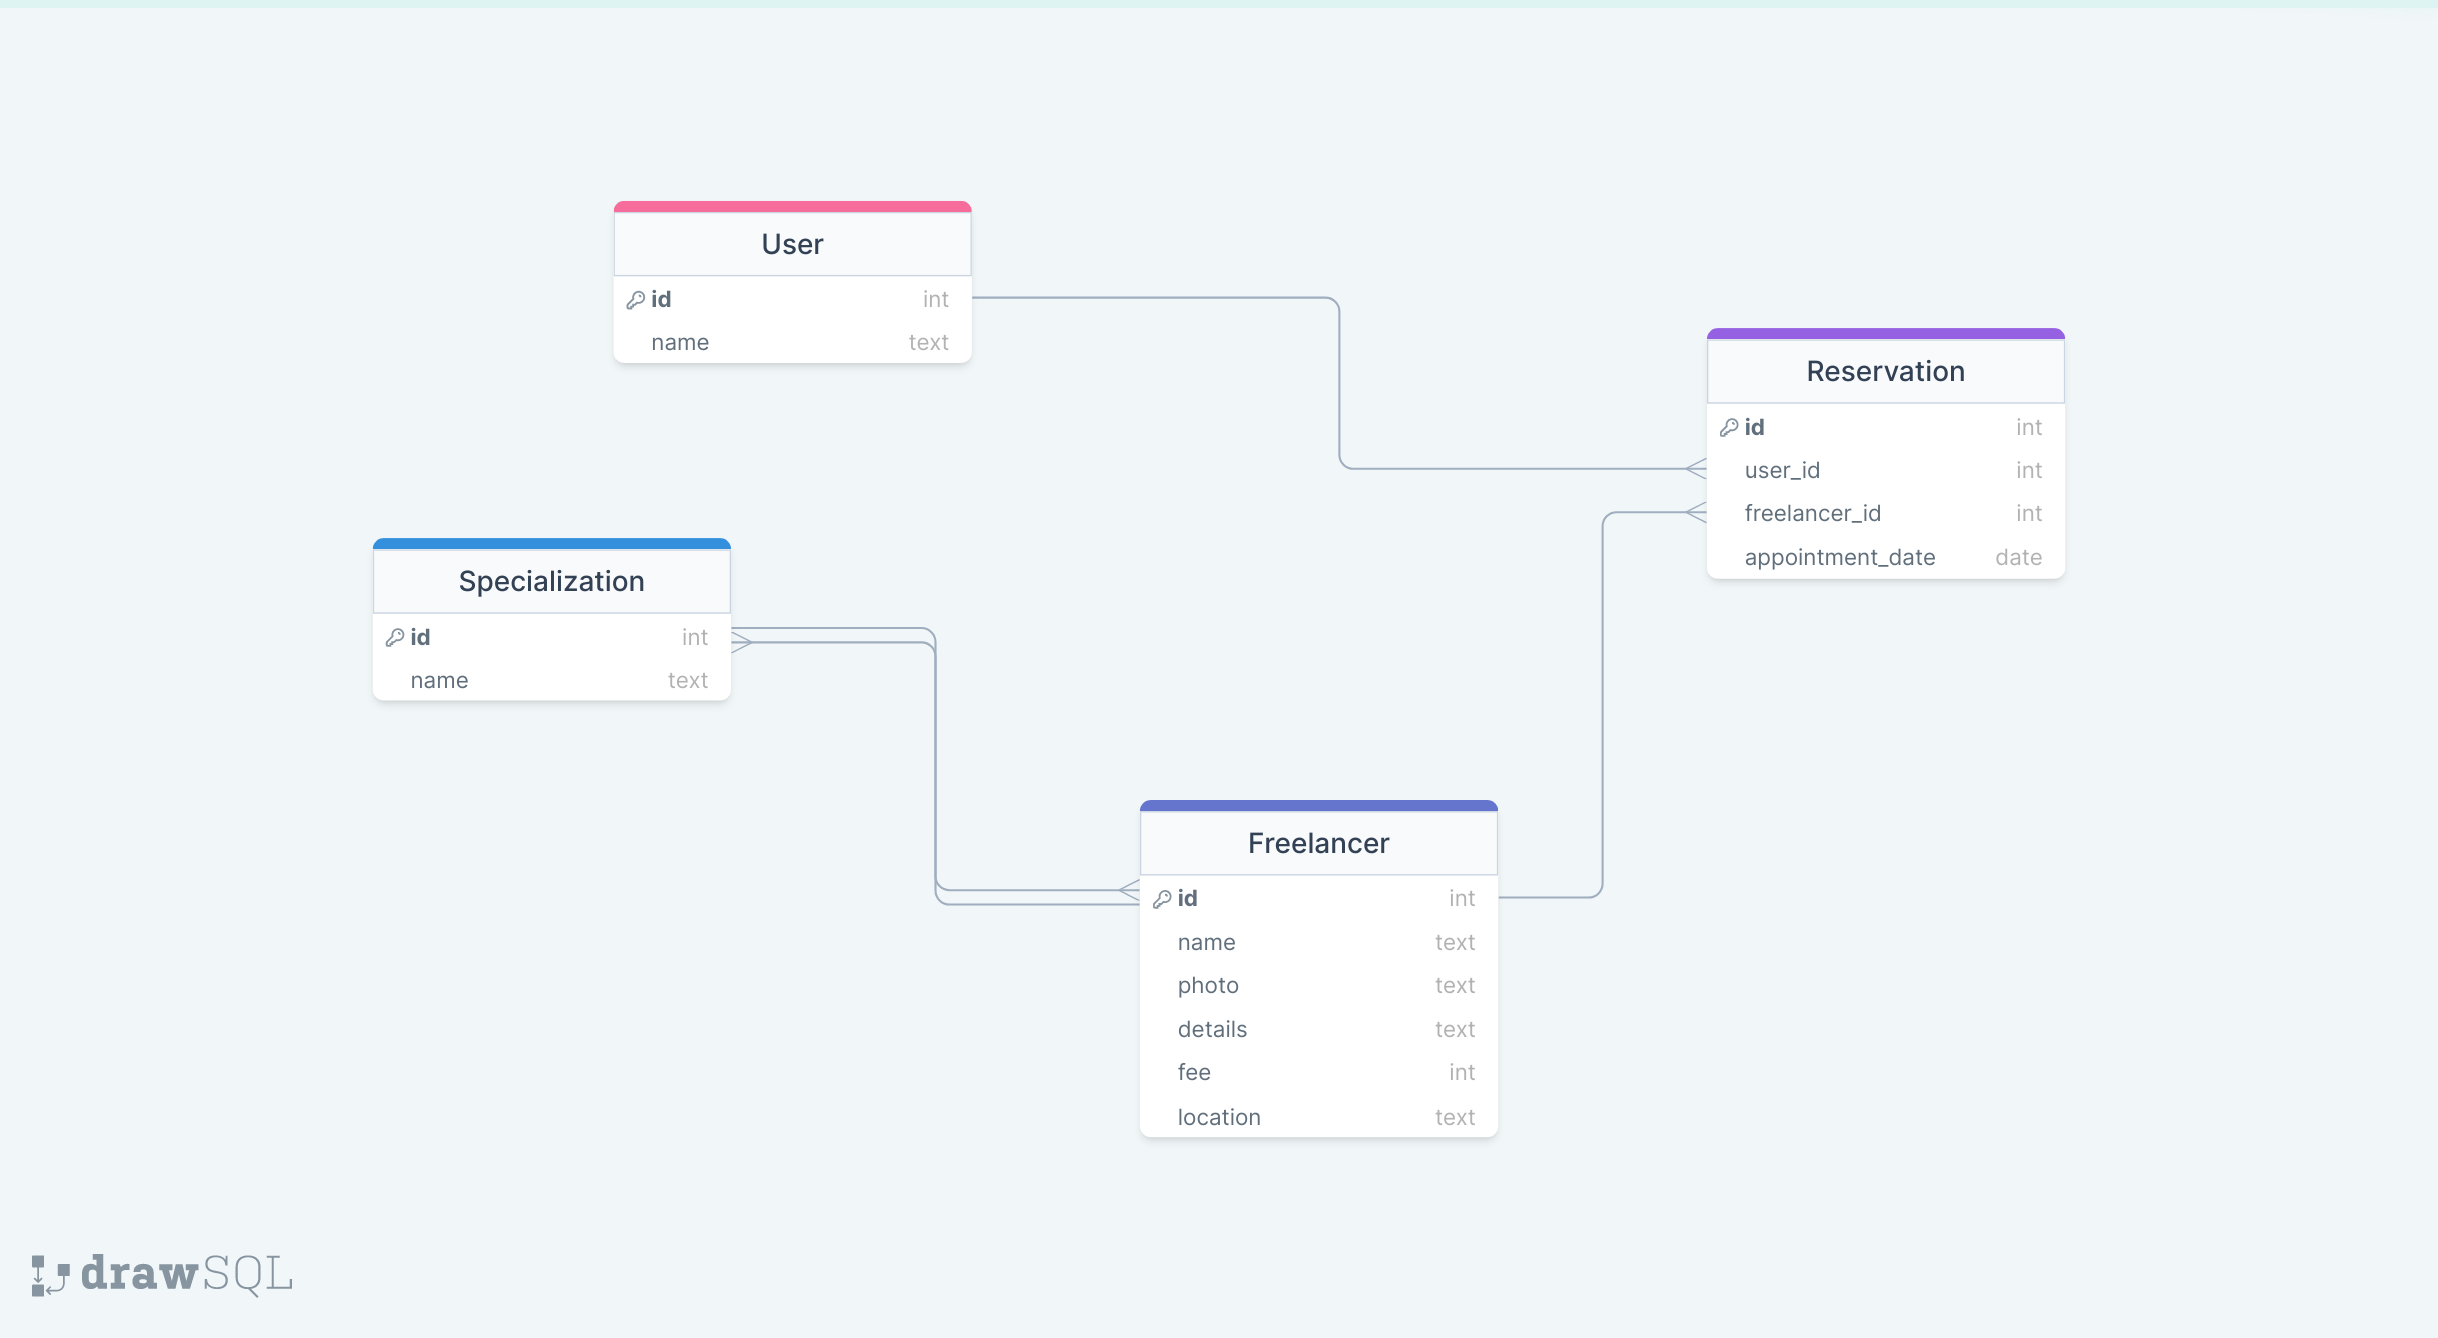 User
id int
name text
Reservation
id int
user_id int
freelancer_id int
appointment_date date
Specialization
id int
name text
Freelancer
id int
name text
photo text
details text
fee int
location text
drawSQL